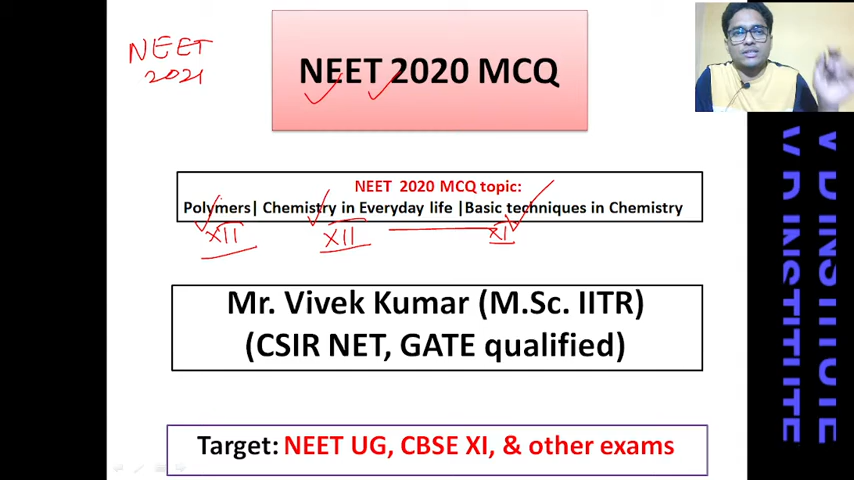 NEET
2021
NEET 2020 MCQ
NEET 2020 MCQ topic:
Polymers| Chemistry in Everyday life |Basic techniques in Chemistry
XII XII XI
Mr. Vivek Kumar (M.Sc. IITR)
(CSIR NET, GATE qualified)
Target: NEET UG, CBSE XI, & other exams
V D INSTITUTE
V D INSTITUTE